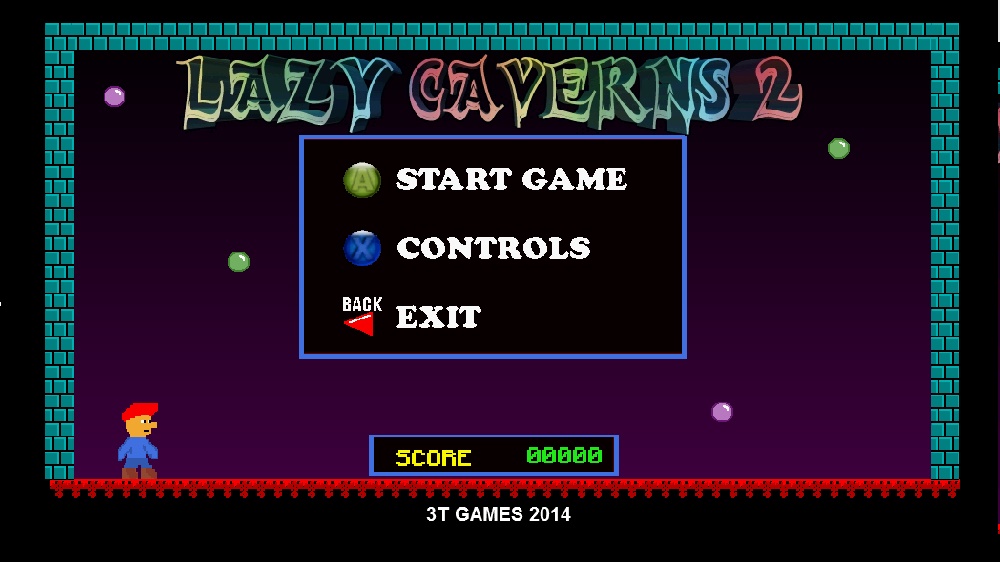 LAZY CAVERNS 2
A START GAME
X CONTROLS
BACK
EXIT
SCORE 00000
3T GAMES 2014